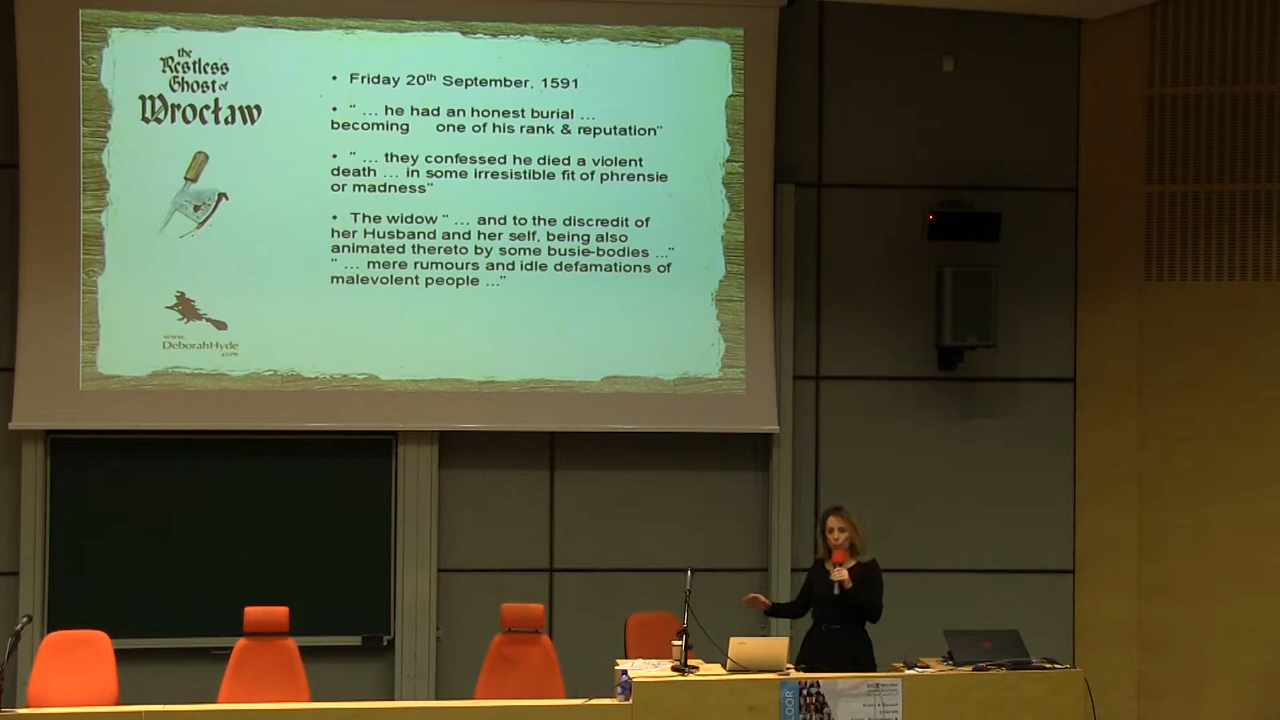 the
Restless
Ghost of
Wrocław
• Friday 20th September, 1591
• " ... he had an honest burial ...
becoming one of his rank & reputation"
• " ... they confessed he died a violent
death ... in some irresistible fit of phrensie
or madness"
• The widow " ... and to the discredit of
her Husband and her self, being also
animated thereto by some busie-bodies ..."
" ... mere rumours and idle defamations of
malevolent people ..."
www.
DeborahHyde
.com
LOOR